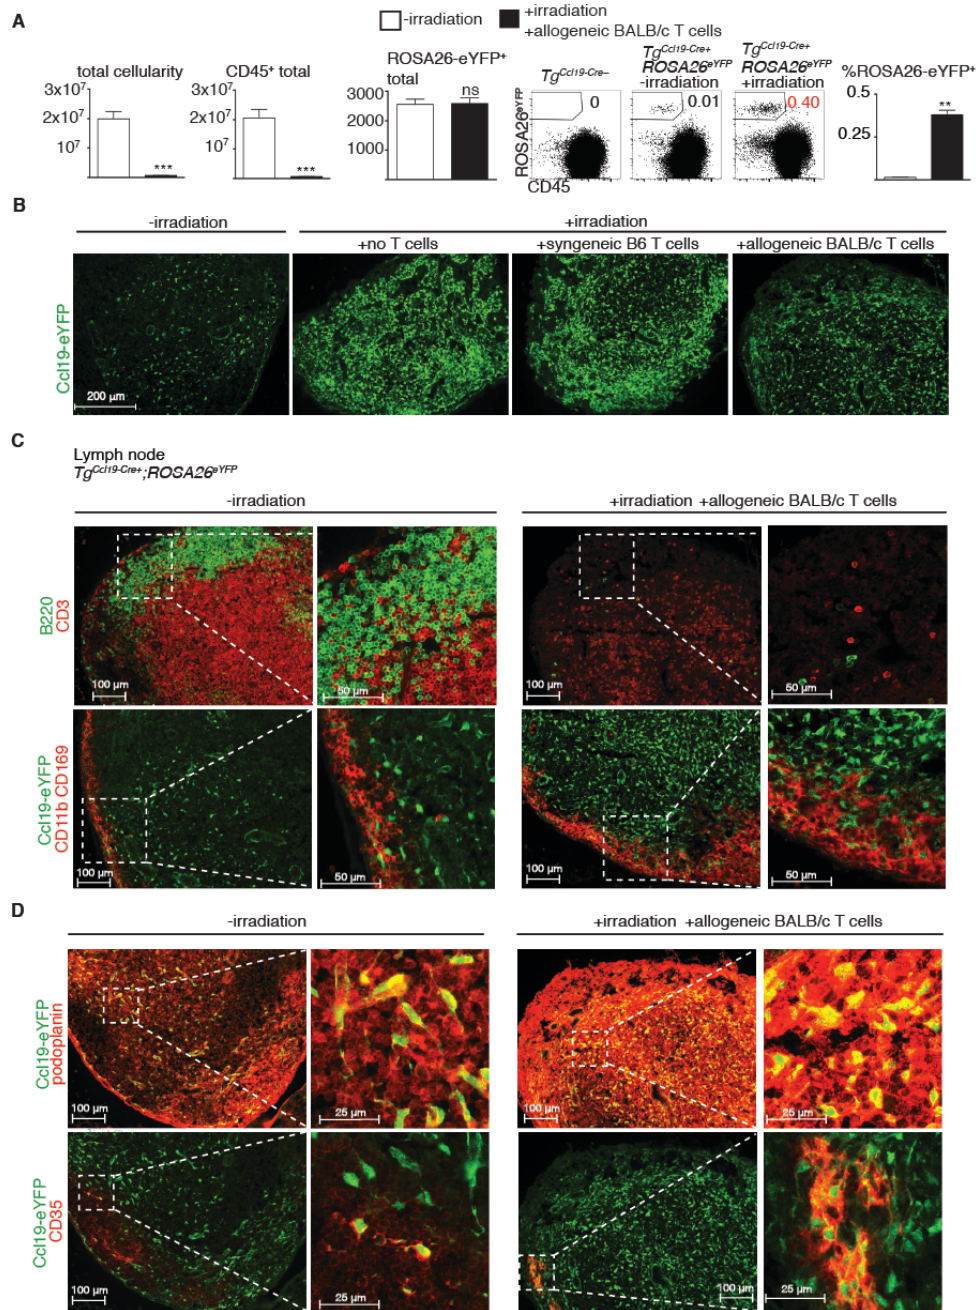 A
-irradiation
+irradiation
+allogeneic BALB/c T cells
total cellularity
3x10⁷
2x10⁷
10⁷
***
CD45⁺ total
3x10⁷
2x10⁷
10⁷
***
ROSA26-eYFP⁺
total
3000
2000
1000
ns
Tg^Ccl19-Cre–
0
Tg^Ccl19-Cre+
ROSA26^eYFP
-irradiation
0.01
Tg^Ccl19-Cre+
ROSA26^eYFP
+irradiation
0.40
ROSA26^eYFP
CD45
%ROSA26-eYFP⁺
0.5
0.25
**
B
-irradiation
+irradiation
+no T cells
+syngeneic B6 T cells
+allogeneic BALB/c T cells
Ccl19-eYFP
200 µm
C
Lymph node
Tg^Ccl19-Cre+;ROSA26^eYFP
-irradiation
+irradiation +allogeneic BALB/c T cells
B220
CD3
100 µm
50 µm
100 µm
50 µm
Ccl19-eYFP
CD11b CD169
100 µm
50 µm
100 µm
50 µm
D
-irradiation
+irradiation +allogeneic BALB/c T cells
Ccl19-eYFP
podoplanin
100 µm
25 µm
100 µm
25 µm
Ccl19-eYFP
CD35
100 µm
25 µm
100 µm
25 µm